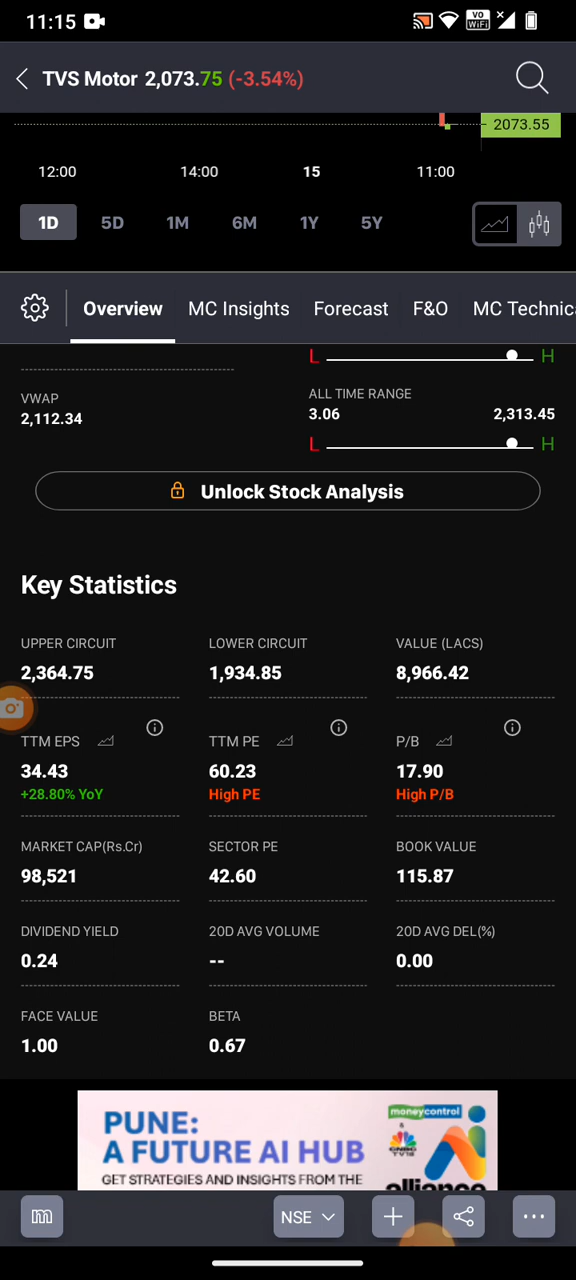 11:15
VO
WiFi
TVS Motor 2,073.75 (-3.54%)
2073.55
12:00 14:00 15 11:00
1D 5D 1M 6M 1Y 5Y
Overview MC Insights Forecast F&O MC Technic
L H
VWAP
2,112.34
ALL TIME RANGE
3.06 2,313.45
L H
Unlock Stock Analysis
Key Statistics
UPPER CIRCUIT LOWER CIRCUIT VALUE (LACS)
2,364.75 1,934.85 8,966.42
TTM EPS TTM PE P/B
34.43 60.23 17.90
+28.80% YoY High PE High P/B
MARKET CAP(Rs.Cr) SECTOR PE BOOK VALUE
98,521 42.60 115.87
DIVIDEND YIELD 20D AVG VOLUME 20D AVG DEL(%)
0.24 -- 0.00
FACE VALUE BETA
1.00 0.67
PUNE:
A FUTURE AI HUB
GET STRATEGIES AND INSIGHTS FROM THE
moneycontrol
&
CNBC
TV18
alliance
m
NSE